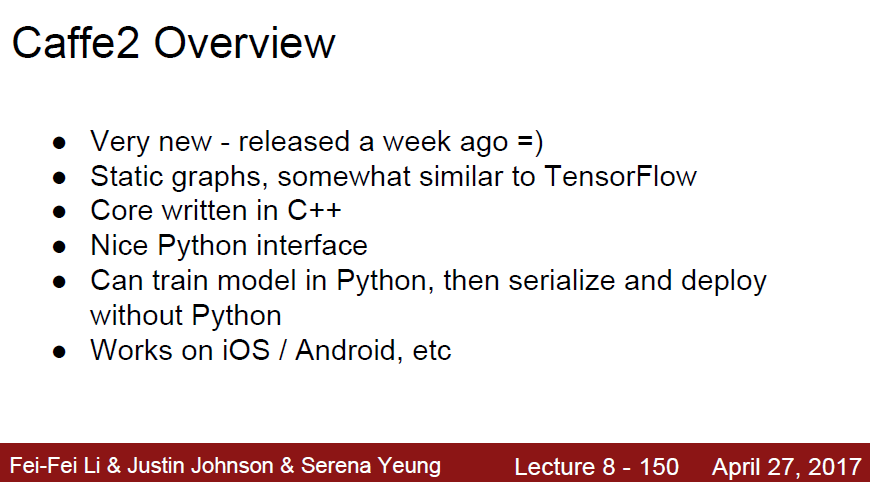 Caffe2 Overview
● Very new - released a week ago =)
● Static graphs, somewhat similar to TensorFlow
● Core written in C++
● Nice Python interface
● Can train model in Python, then serialize and deploy
without Python
● Works on iOS / Android, etc
Fei-Fei Li & Justin Johnson & Serena Yeung Lecture 8 - 150 April 27, 2017